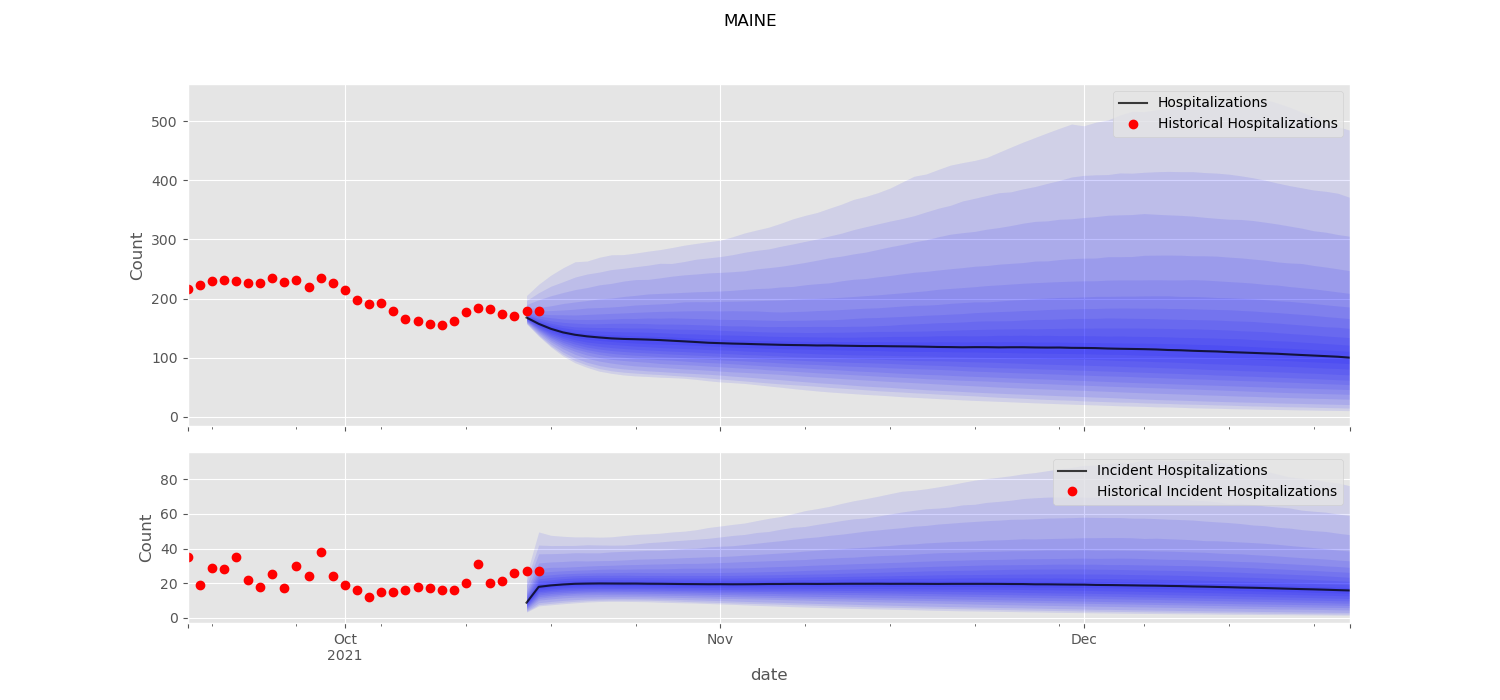 MAINE
Hospitalizations
Historical Hospitalizations
500
400
300
200
100
0
Count
Incident Hospitalizations
Historical Incident Hospitalizations
80
60
40
20
0
Count
Oct
2021
Nov
Dec
date